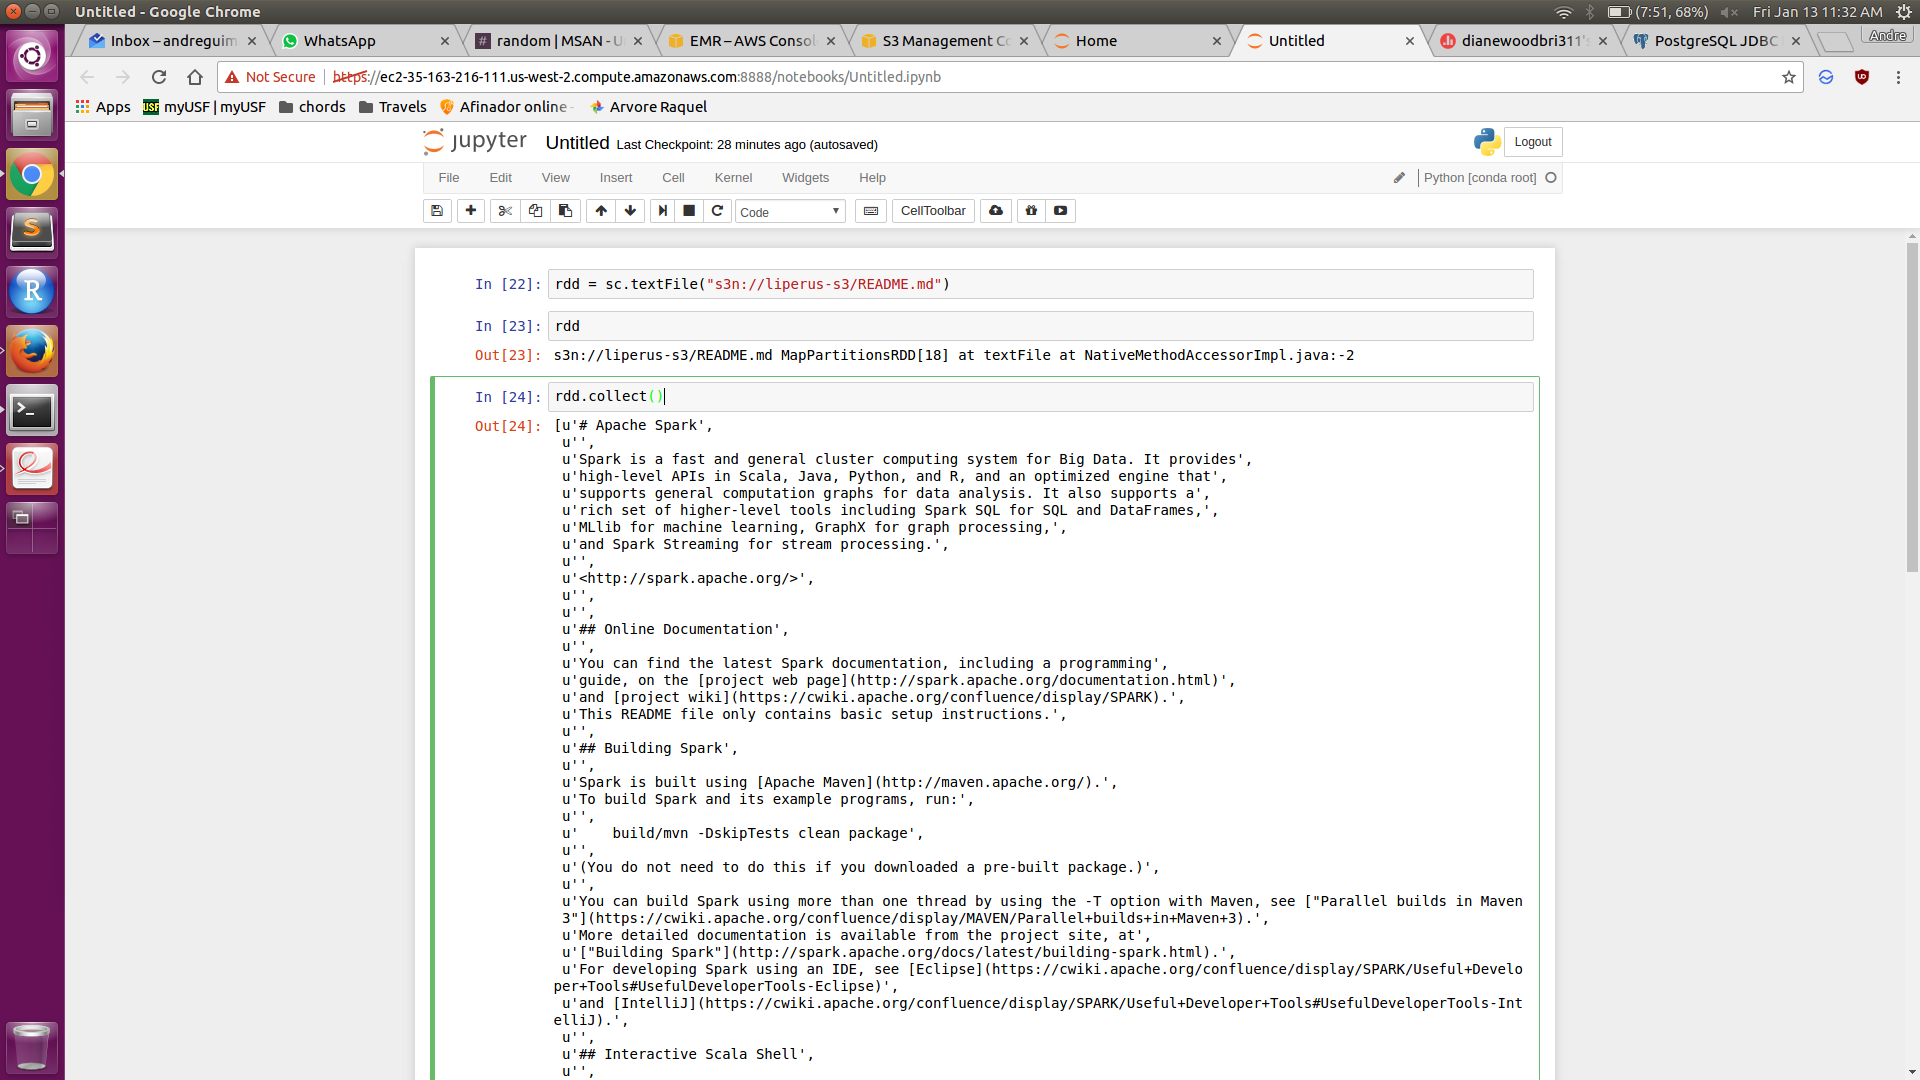 Untitled - Google Chrome
(7:51, 68%)
Fri Jan 13 11:32 AM
Inbox – andreguim
WhatsApp
random | MSAN - U
EMR – AWS Consol
S3 Management Co
Home
Untitled
dianewoodbri311's
PostgreSQL JDBC
Andre
Not Secure
https://ec2-35-163-216-111.us-west-2.compute.amazonaws.com:8888/notebooks/Untitled.ipynb
Apps
USF
myUSF | myUSF
chords
Travels
Afinador online -
Arvore Raquel
jupyter
Untitled Last Checkpoint: 28 minutes ago (autosaved)
Logout
File
Edit
View
Insert
Cell
Kernel
Widgets
Help
Python [conda root]
Code
CellToolbar
In [22]: rdd = sc.textFile("s3n://liperus-s3/README.md")
In [23]: rdd
Out[23]: s3n://liperus-s3/README.md MapPartitionsRDD[18] at textFile at NativeMethodAccessorImpl.java:-2
In [24]: rdd.collect()
Out[24]: [u'# Apache Spark',
u'',
u'Spark is a fast and general cluster computing system for Big Data. It provides',
u'high-level APIs in Scala, Java, Python, and R, and an optimized engine that',
u'supports general computation graphs for data analysis. It also supports a',
u'rich set of higher-level tools including Spark SQL for SQL and DataFrames,',
u'MLlib for machine learning, GraphX for graph processing,',
u'and Spark Streaming for stream processing.',
u'',
u'<http://spark.apache.org/>',
u'',
u'',
u'## Online Documentation',
u'',
u'You can find the latest Spark documentation, including a programming',
u'guide, on the [project web page](http://spark.apache.org/documentation.html)',
u'and [project wiki](https://cwiki.apache.org/confluence/display/SPARK).',
u'This README file only contains basic setup instructions.',
u'',
u'## Building Spark',
u'',
u'Spark is built using [Apache Maven](http://maven.apache.org/).',
u'To build Spark and its example programs, run:',
u'',
u'    build/mvn -DskipTests clean package',
u'',
u'(You do not need to do this if you downloaded a pre-built package.)',
u'',
u'You can build Spark using more than one thread by using the -T option with Maven, see ["Parallel builds in Maven
3"](https://cwiki.apache.org/confluence/display/MAVEN/Parallel+builds+in+Maven+3).',
u'More detailed documentation is available from the project site, at',
u'["Building Spark"](http://spark.apache.org/docs/latest/building-spark.html).',
u'For developing Spark using an IDE, see [Eclipse](https://cwiki.apache.org/confluence/display/SPARK/Useful+Develo
per+Tools#UsefulDeveloperTools-Eclipse)',
u'and [IntelliJ](https://cwiki.apache.org/confluence/display/SPARK/Useful+Developer+Tools#UsefulDeveloperTools-Int
elliJ).',
u'',
u'## Interactive Scala Shell',
u'',